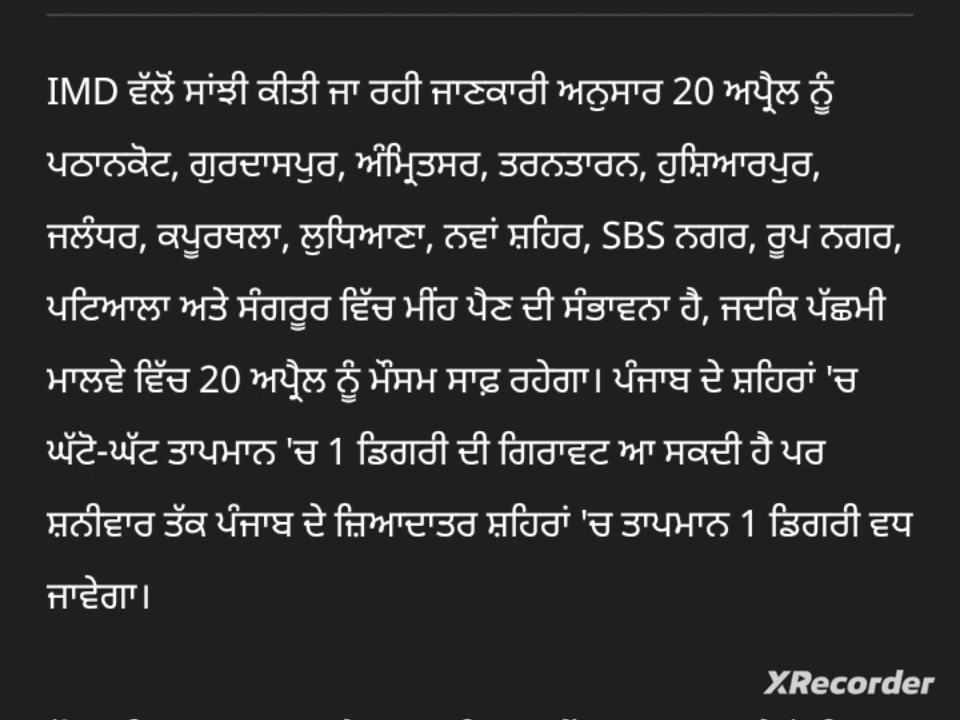 IMD ਵੱਲੋਂ ਸਾਂਝੀ ਕੀਤੀ ਜਾ ਰਹੀ ਜਾਣਕਾਰੀ ਅਨੁਸਾਰ 20 ਅਪ੍ਰੈਲ ਨੂੰ
ਪਠਾਨਕੋਟ, ਗੁਰਦਾਸਪੁਰ, ਅੰਮ੍ਰਿਤਸਰ, ਤਰਨਤਾਰਨ, ਹੁਸ਼ਿਆਰਪੁਰ,
ਜਲੰਧਰ, ਕਪੂਰਥਲਾ, ਲੁਧਿਆਣਾ, ਨਵਾਂ ਸ਼ਹਿਰ, SBS ਨਗਰ, ਰੂਪ ਨਗਰ,
ਪਟਿਆਲਾ ਅਤੇ ਸੰਗਰੂਰ ਵਿੱਚ ਮੀਂਹ ਪੈਣ ਦੀ ਸੰਭਾਵਨਾ ਹੈ, ਜਦਕਿ ਪੱਛਮੀ
ਮਾਲਵੇ ਵਿੱਚ 20 ਅਪ੍ਰੈਲ ਨੂੰ ਮੌਸਮ ਸਾਫ਼ ਰਹੇਗਾ। ਪੰਜਾਬ ਦੇ ਸ਼ਹਿਰਾਂ 'ਚ
ਘੱਟੋ-ਘੱਟ ਤਾਪਮਾਨ 'ਚ 1 ਡਿਗਰੀ ਦੀ ਗਿਰਾਵਟ ਆ ਸਕਦੀ ਹੈ ਪਰ
ਸ਼ਨੀਵਾਰ ਤੱਕ ਪੰਜਾਬ ਦੇ ਜ਼ਿਆਦਾਤਰ ਸ਼ਹਿਰਾਂ 'ਚ ਤਾਪਮਾਨ 1 ਡਿਗਰੀ ਵਧ
ਜਾਵੇਗਾ।
XRecorder